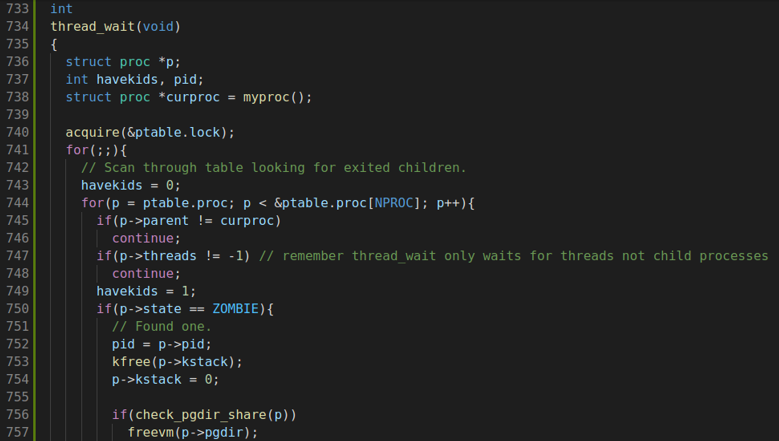 733 int
734 thread_wait(void)
735 {
736   struct proc *p;
737   int havekids, pid;
738   struct proc *curproc = myproc();
739
740   acquire(&ptable.lock);
741   for(;;){
742     // Scan through table looking for exited children.
743     havekids = 0;
744     for(p = ptable.proc; p < &ptable.proc[NPROC]; p++){
745       if(p->parent != curproc)
746         continue;
747       if(p->threads != -1) // remember thread_wait only waits for threads not child processes
748         continue;
749       havekids = 1;
750       if(p->state == ZOMBIE){
751         // Found one.
752         pid = p->pid;
753         kfree(p->kstack);
754         p->kstack = 0;
755
756         if(check_pgdir_share(p))
757           freevm(p->pgdir);